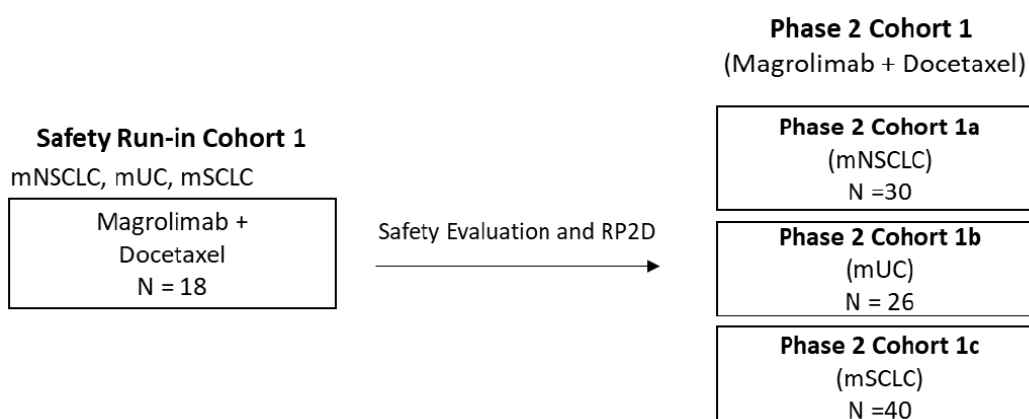 Safety Run-in Cohort 1
mNSCLC, mUC, mSCLC
Magrolimab +
Docetaxel
N = 18
Safety Evaluation and RP2D
Phase 2 Cohort 1
(Magrolimab + Docetaxel)
Phase 2 Cohort 1a
(mNSCLC)
N =30
Phase 2 Cohort 1b
(mUC)
N = 26
Phase 2 Cohort 1c
(mSCLC)
N =40